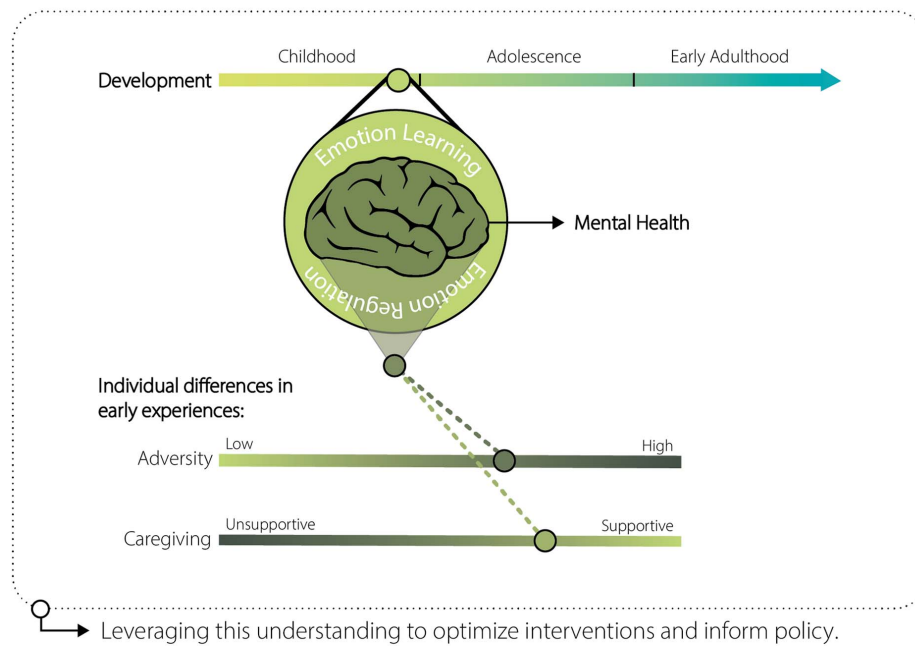 Childhood
Adolescence
Early Adulthood
Development
Emotion Learning
Mental Health
Emotion Regulation
Individual differences in
early experiences:
Low
High
Adversity
Unsupportive
Supportive
Caregiving
Leveraging this understanding to optimize interventions and inform policy.